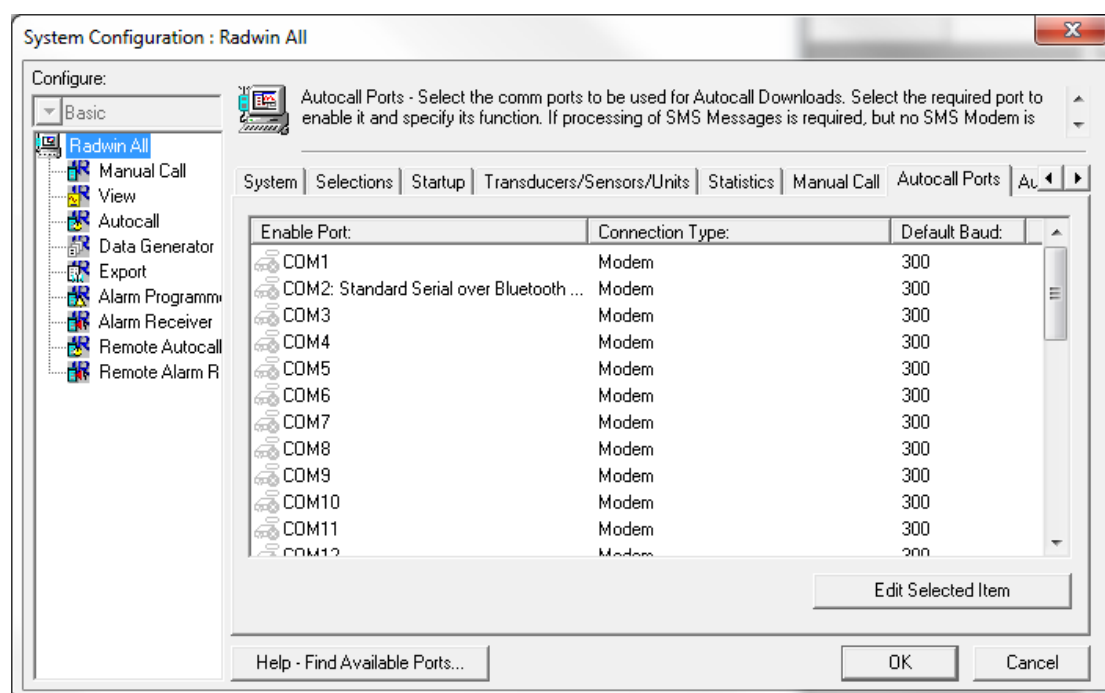 System Configuration : Radwin All
Configure:
Basic
Radwin All
Manual Call
View
Autocall
Data Generator
Export
Alarm Programm
Alarm Receiver
Remote Autocall
Remote Alarm R
Autocall Ports - Select the comm ports to be used for Autocall Downloads. Select the required port to
enable it and specify its function. If processing of SMS Messages is required, but no SMS Modem is
System Selections Startup Transducers/Sensors/Units Statistics Manual Call Autocall Ports Au
Enable Port: Connection Type: Default Baud:
COM1 Modem 300
COM2: Standard Serial over Bluetooth ... Modem 300
COM3 Modem 300
COM4 Modem 300
COM5 Modem 300
COM6 Modem 300
COM7 Modem 300
COM8 Modem 300
COM9 Modem 300
COM10 Modem 300
COM11 Modem 300
COM12 Modem 300
Edit Selected Item
Help - Find Available Ports... OK Cancel